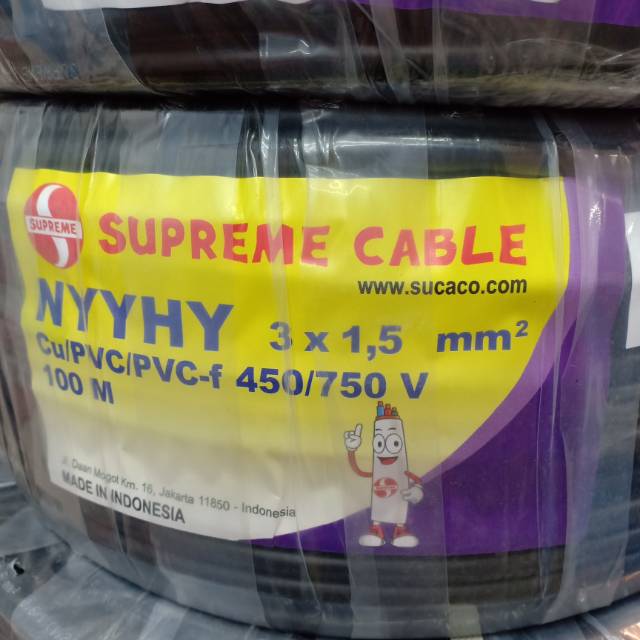 SUPREME
SUPREME CABLE
www.sucaco.com
NYYHY 3 x 1,5 mm²
Cu/PVC/PVC-f 450/750 V
100 M
Jl. Daan Mogot Km. 16, Jakarta 11850 - Indonesia
MADE IN INDONESIA